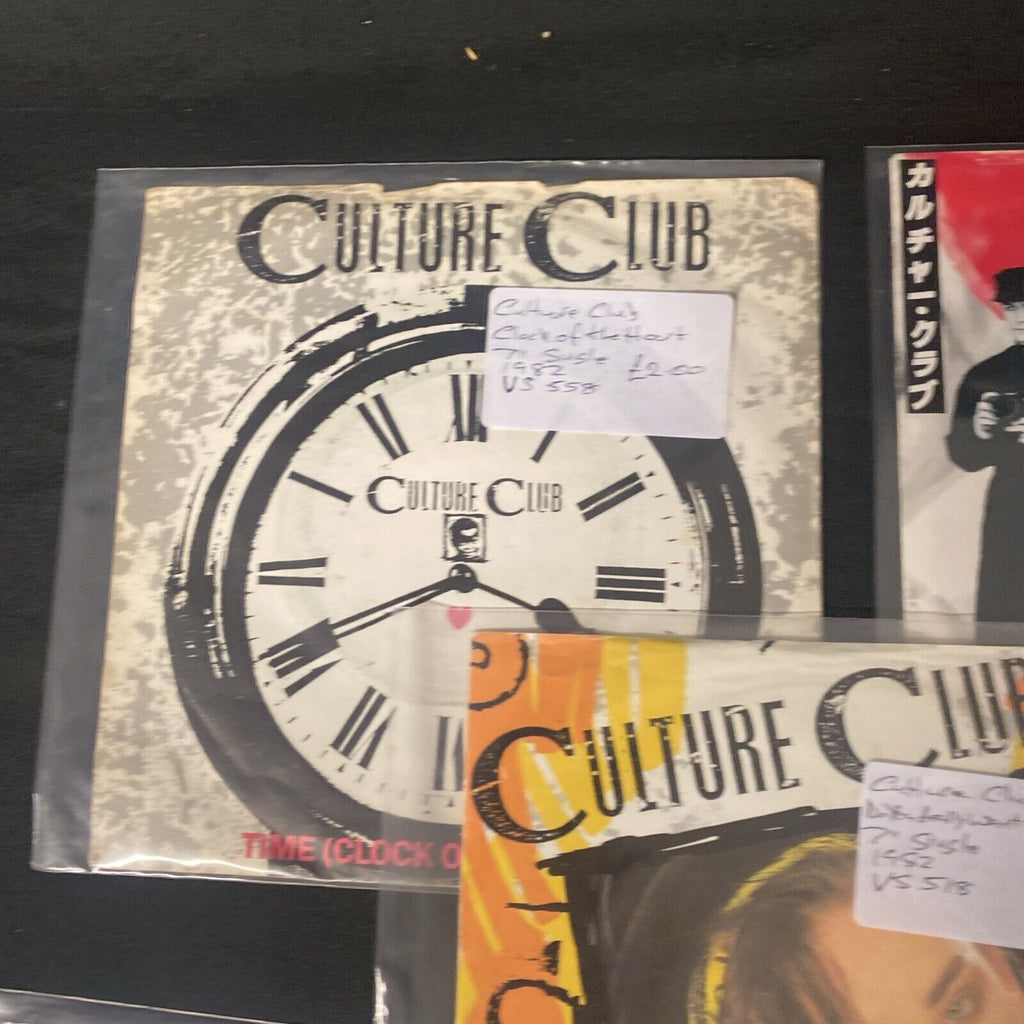 CULTURE CLUB
Culture Club
Clock of the Heart
7" Single
1982 £2.00
VS 558
XII
CULTURE CLUB
TIME (CLOCK O
カルチャー・クラブ
CULTURE CLUB
Culture
7" Single
1982
VS 518